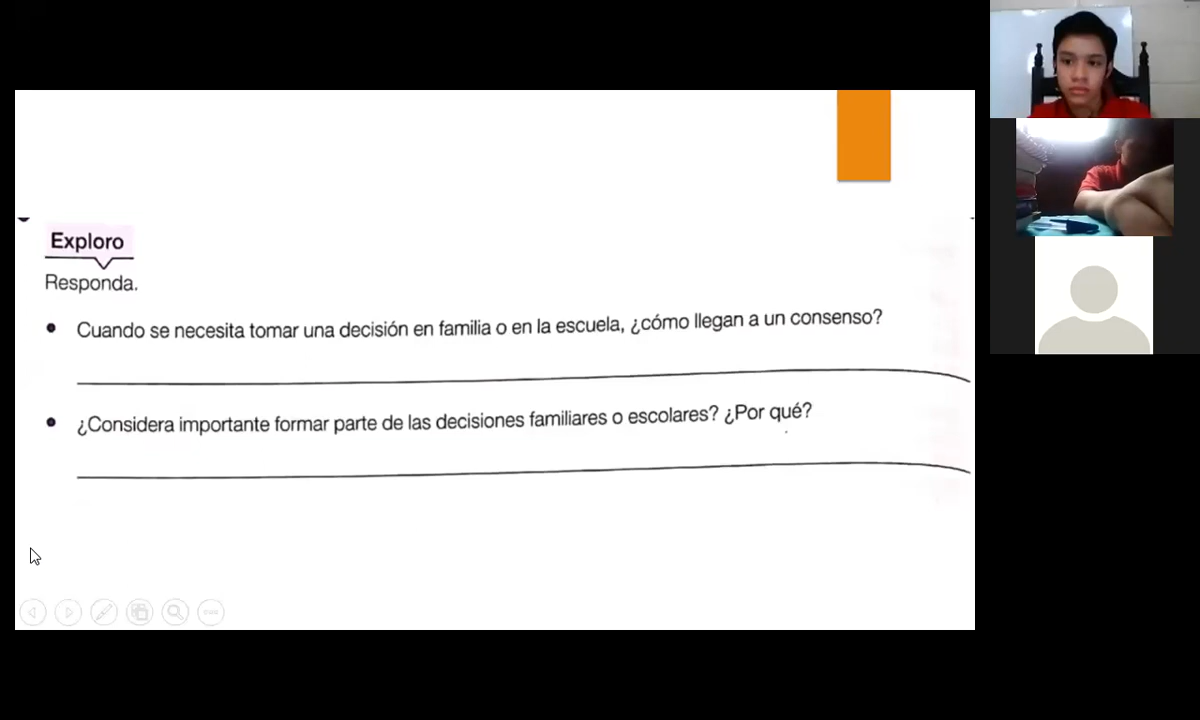 Exploro
Responda.
• Cuando se necesita tomar una decisión en familia o en la escuela, ¿cómo llegan a un consenso?
• ¿Considera importante formar parte de las decisiones familiares o escolares? ¿Por qué?